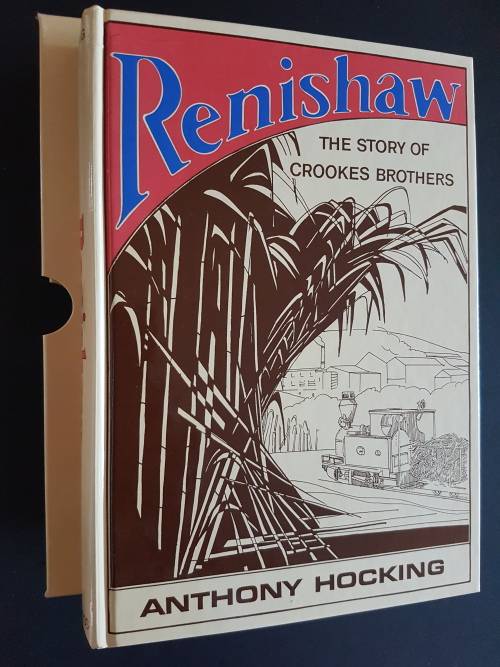 Renishaw
THE STORY OF
CROOKES BROTHERS
ANTHONY HOCKING